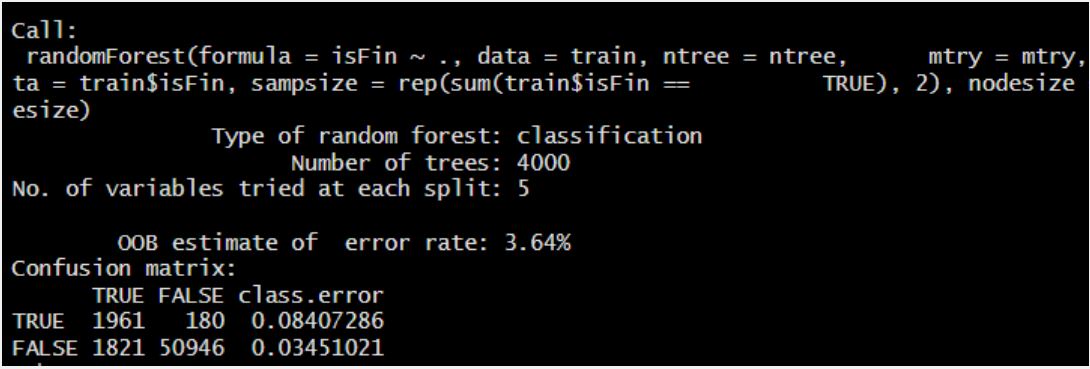 Call:
 randomForest(formula = isFin ~ ., data = train, ntree = ntree,      mtry = mtry,
ta = train$isFin, sampsize = rep(sum(train$isFin ==          TRUE), 2), nodesize
esize)
               Type of random forest: classification
                     Number of trees: 4000
No. of variables tried at each split: 5

        OOB estimate of  error rate: 3.64%
Confusion matrix:
      TRUE FALSE class.error
TRUE  1961   180  0.08407286
FALSE 1821 50946  0.03451021